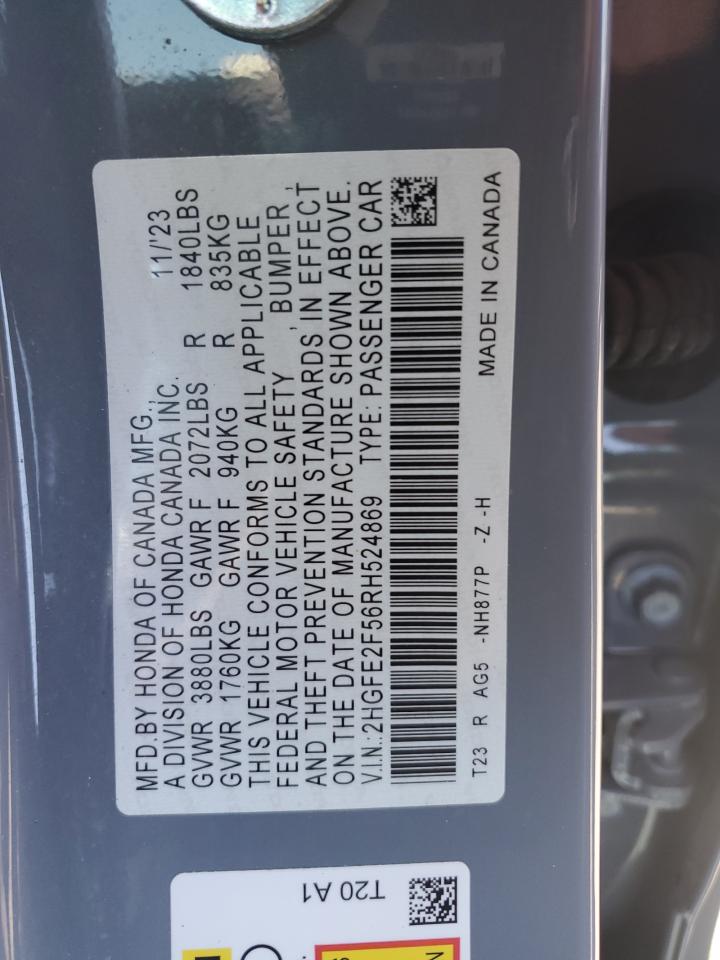 MFD.BY HONDA OF CANADA MFG., 11/'23
A DIVISION OF HONDA CANADA INC.
GVWR 3880LBS GAWR F 2072LBS R 1840LBS
GVWR 1760KG GAWR F 940KG R 835KG
THIS VEHICLE CONFORMS TO ALL APPLICABLE
FEDERAL MOTOR VEHICLE SAFETY, BUMPER,
AND THEFT PREVENTION STANDARDS, IN EFFECT
ON THE DATE OF MANUFACTURE SHOWN ABOVE.
V.I.N.:2HGFE2F56RH524869 TYPE: PASSENGER CAR
T23 R AG5 -NH877P -Z -H MADE IN CANADA
T20 A1